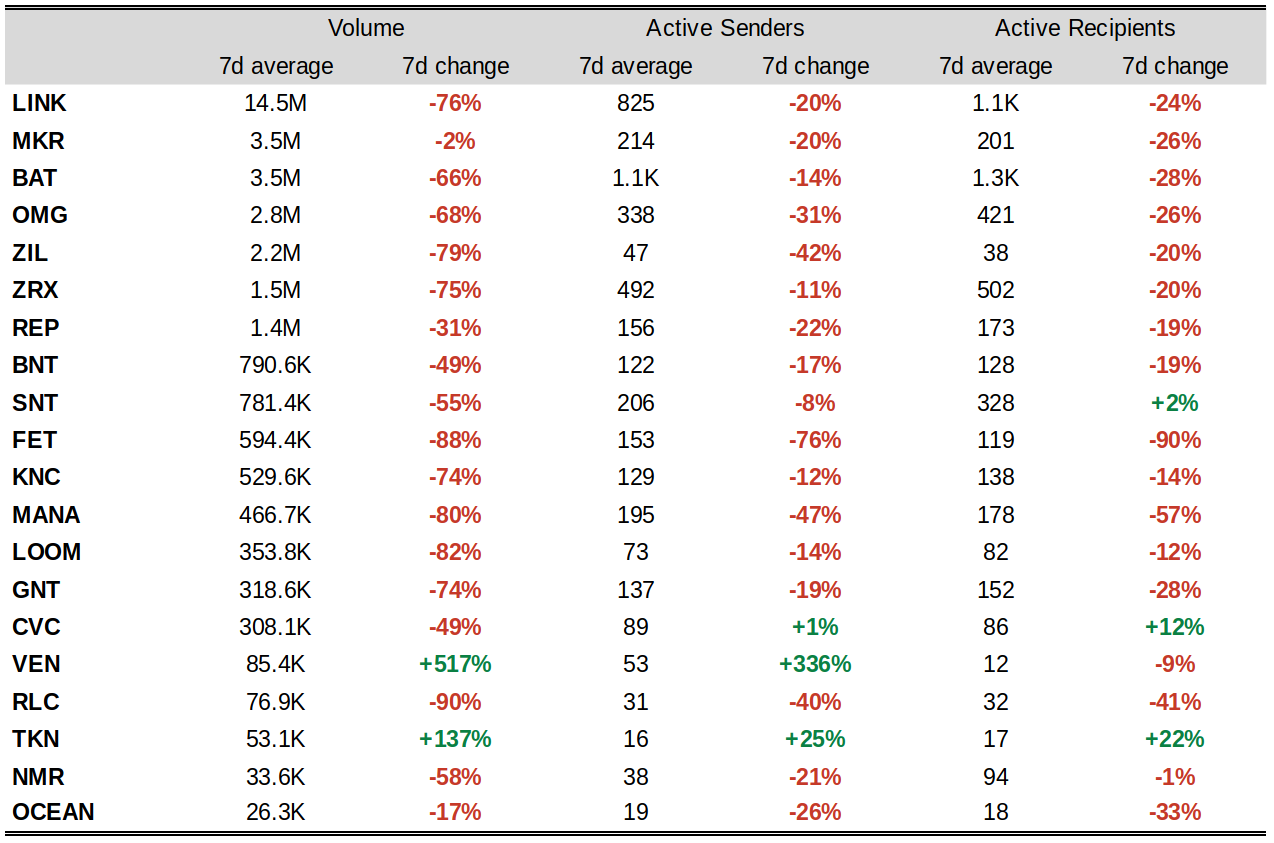 Volume Active Senders Active Recipients
7d average 7d change 7d average 7d change 7d average 7d change
LINK 14.5M -76% 825 -20% 1.1K -24%
MKR 3.5M -2% 214 -20% 201 -26%
BAT 3.5M -66% 1.1K -14% 1.3K -28%
OMG 2.8M -68% 338 -31% 421 -26%
ZIL 2.2M -79% 47 -42% 38 -20%
ZRX 1.5M -75% 492 -11% 502 -20%
REP 1.4M -31% 156 -22% 173 -19%
BNT 790.6K -49% 122 -17% 128 -19%
SNT 781.4K -55% 206 -8% 328 +2%
FET 594.4K -88% 153 -76% 119 -90%
KNC 529.6K -74% 129 -12% 138 -14%
MANA 466.7K -80% 195 -47% 178 -57%
LOOM 353.8K -82% 73 -14% 82 -12%
GNT 318.6K -74% 137 -19% 152 -28%
CVC 308.1K -49% 89 +1% 86 +12%
VEN 85.4K +517% 53 +336% 12 -9%
RLC 76.9K -90% 31 -40% 32 -41%
TKN 53.1K +137% 16 +25% 17 +22%
NMR 33.6K -58% 38 -21% 94 -1%
OCEAN 26.3K -17% 19 -26% 18 -33%